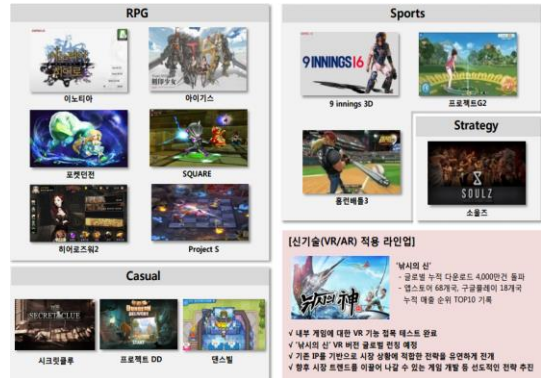 RPG
이노티아
아이기스
포켓던전
SQUARE
히어로즈워2
Project S
Casual
THE
SECRET CLUE
시크릿클루
프로젝트 DD
댄스빌
Sports
9INNINGS16
9 innings 3D
프로젝트G2
홈런배틀3
Strategy
SOULZ
소울즈
[신기술(VR/AR) 적용 라인업]
낚시의 神
'낚시의 신'
- 글로벌 누적 다운로드 4,000만건 돌파
- 앱스토어 68개국, 구글플레이 18개국
누적 매출 순위 TOP10 기록
√ 내부 게임에 대한 VR 기능 접목 테스트 완료
√ '낚시의 신' VR 버전 글로벌 런칭 예정
√ 기존 IP를 기반으로 시장 상황에 적합한 전략을 유연하게 전개
√ 향후 시장 트렌드를 이끌어 나갈 수 있는 게임 개발 등 선도적인 전략 추진